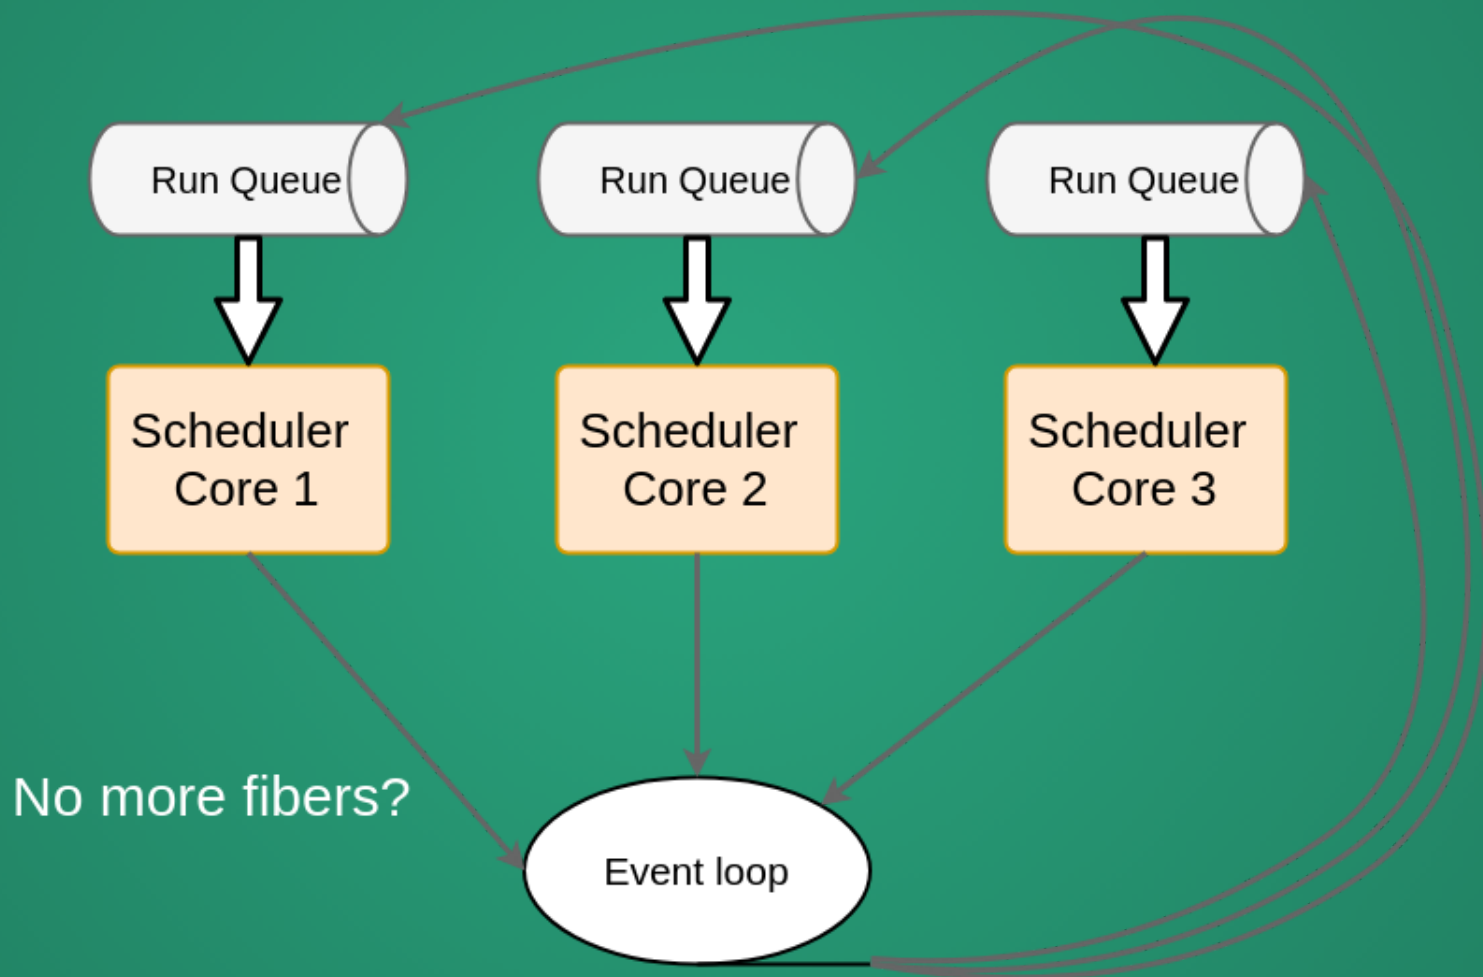 Run Queue
Run Queue
Run Queue
Scheduler
Core 1
Scheduler
Core 2
Scheduler
Core 3
No more fibers?
Event loop